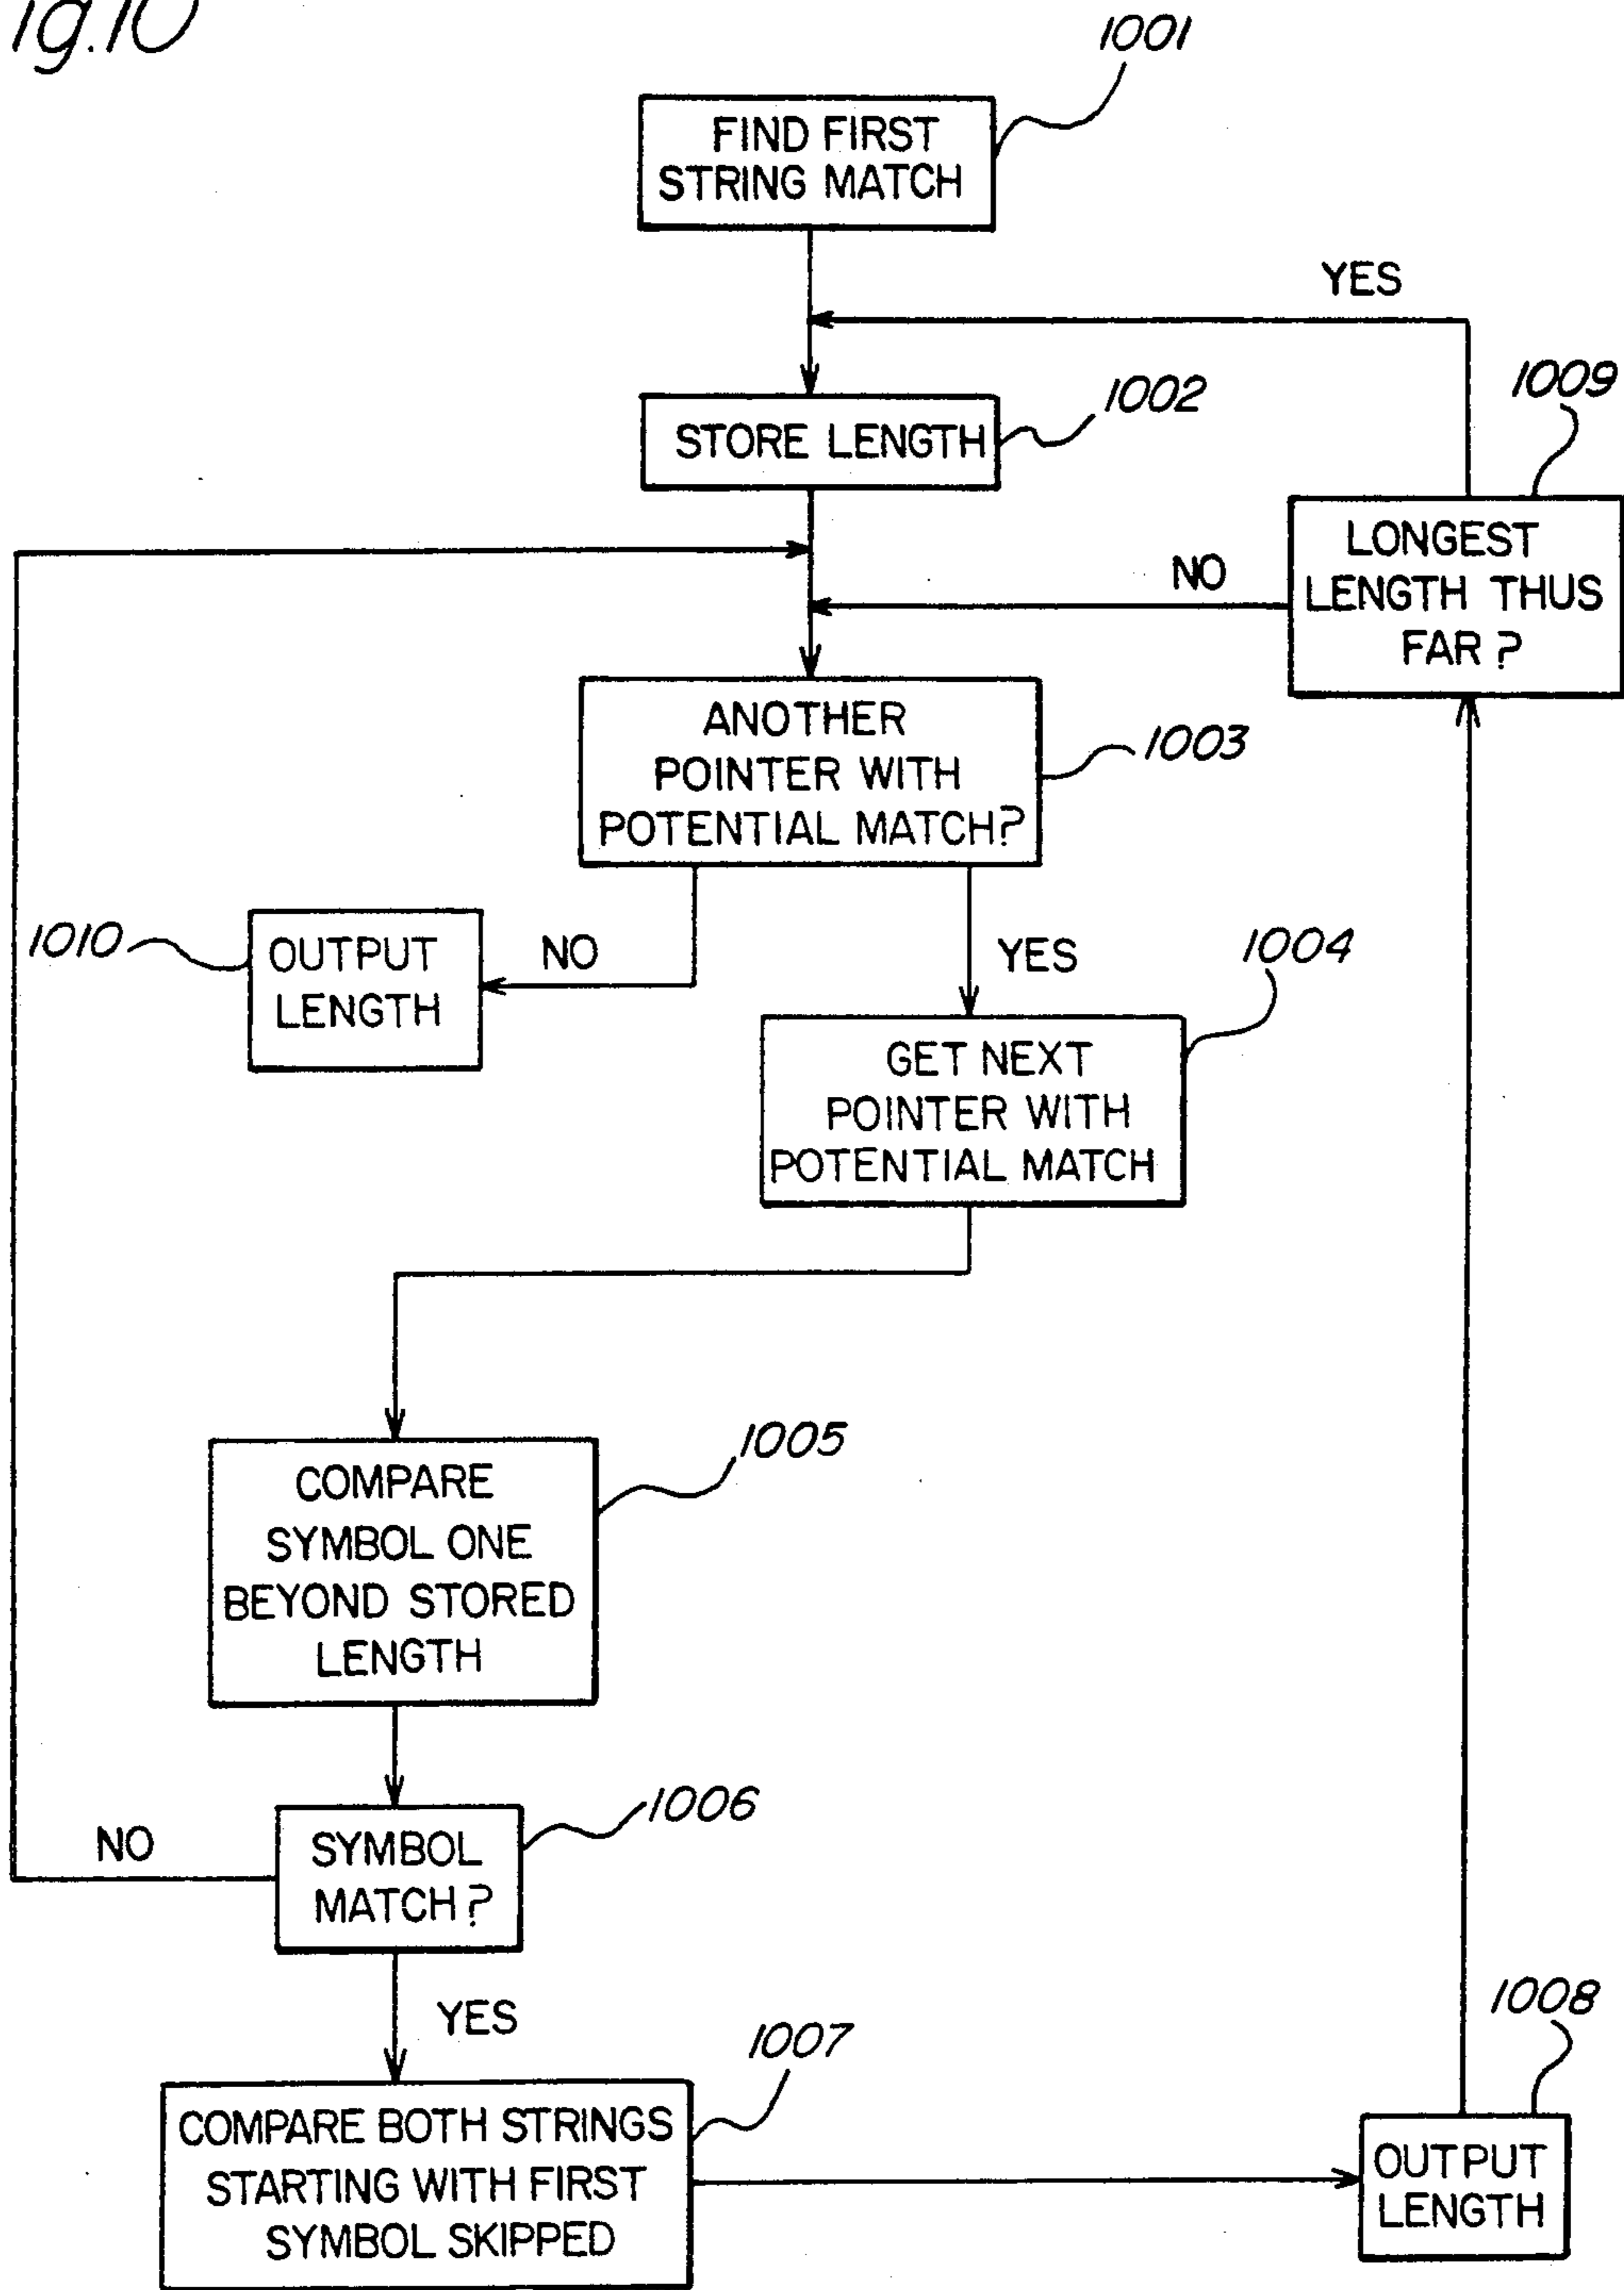 ig.10
1001
FIND FIRST
STRING MATCH
YES
1002
STORE LENGTH
1009
LONGEST
LENGTH THUS
FAR?
NO
ANOTHER
POINTER WITH
POTENTIAL MATCH?
1003
1010
OUTPUT
LENGTH
NO
YES
1004
GET NEXT
POINTER WITH
POTENTIAL MATCH
1005
COMPARE
SYMBOL ONE
BEYOND STORED
LENGTH
1006
SYMBOL
MATCH?
NO
YES
1007
COMPARE BOTH STRINGS
STARTING WITH FIRST
SYMBOL SKIPPED
1008
OUTPUT
LENGTH